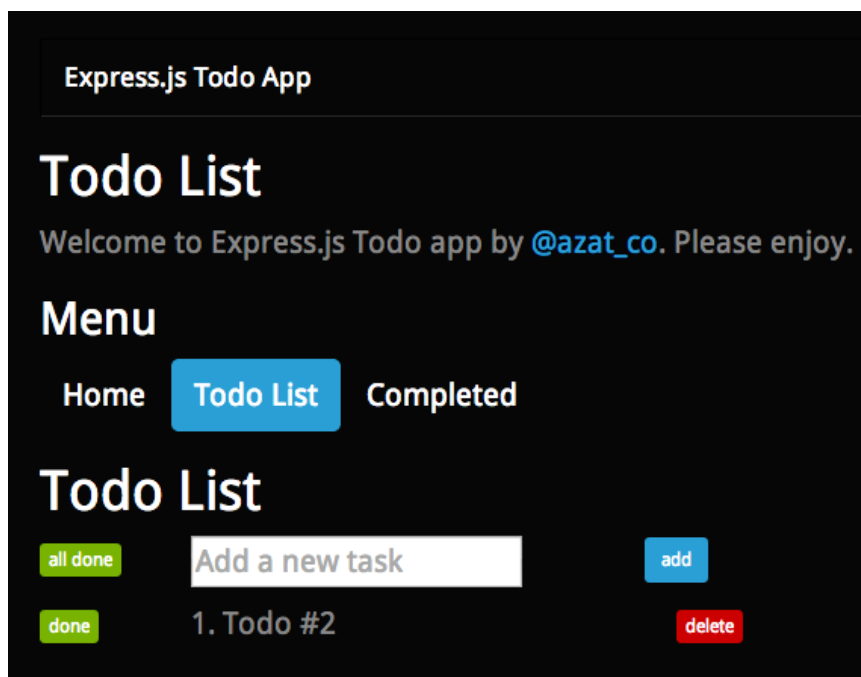 Express.js Todo App
Todo List
Welcome to Express.js Todo app by @azat_co. Please enjoy.
Menu
Home Todo List Completed
Todo List
all done Add a new task add
done 1. Todo #2 delete